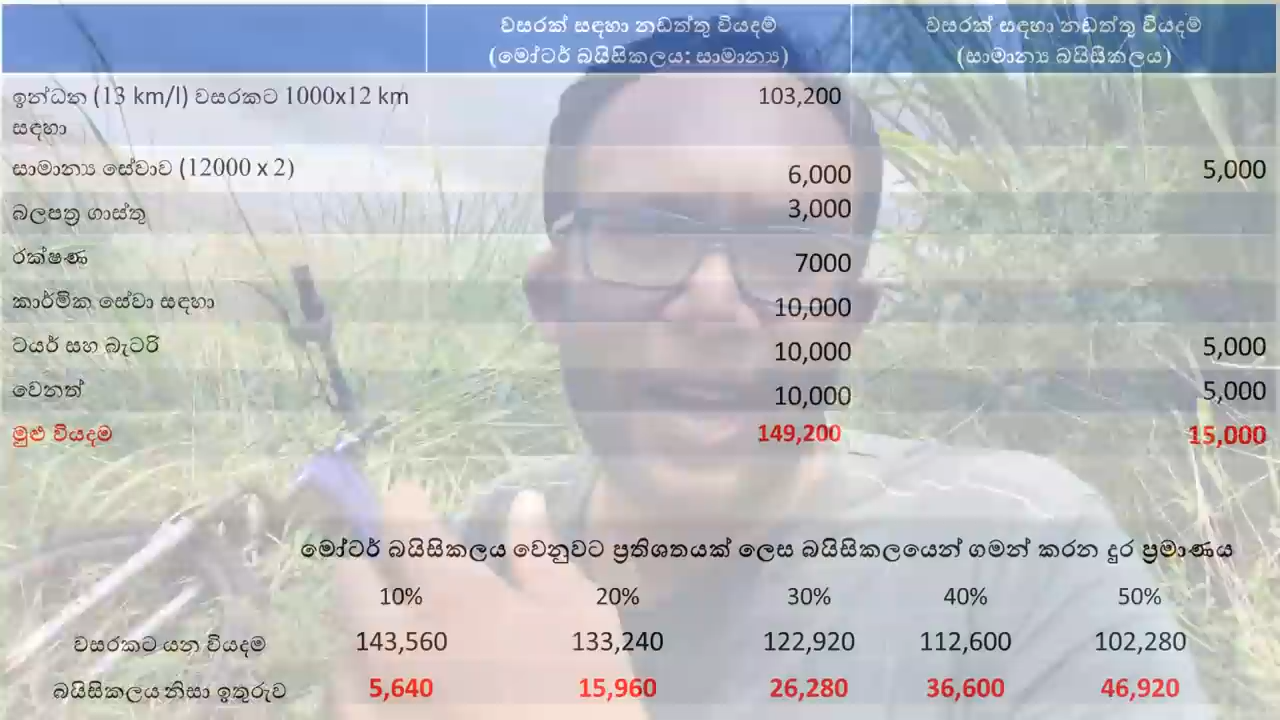 වසරක් සඳහා නඩත්තු වියදම්
(මෝටර් බයිසිකලය: සාමාන්‍ය)
වසරක් සඳහා නඩත්තු වියදම්
(සාමාන්‍ය බයිසිකලය)
ඉන්ධන (13 km/l) වසරකට 1000x12 km
සඳහා
103,200
සාමාන්‍ය සේවාව (12000 x 2)
6,000
5,000
බලපත්‍ර ගාස්තු
3,000
රක්ෂණ
7000
කාර්මික සේවා සඳහා
10,000
ටයර් සහ බැටරි
10,000
5,000
වෙනත්
10,000
5,000
මුළු වියදම
149,200
15,000
මෝටර් බයිසිකලය වෙනුවට ප්‍රතිශතයක් ලෙස බයිසිකලයෙන් ගමන් කරන දුර ප්‍රමාණය
10% 20% 30% 40% 50%
වසරකට යන වියදම 143,560 133,240 122,920 112,600 102,280
බයිසිකලය නිසා ඉතුරුව 5,640 15,960 26,280 36,600 46,920